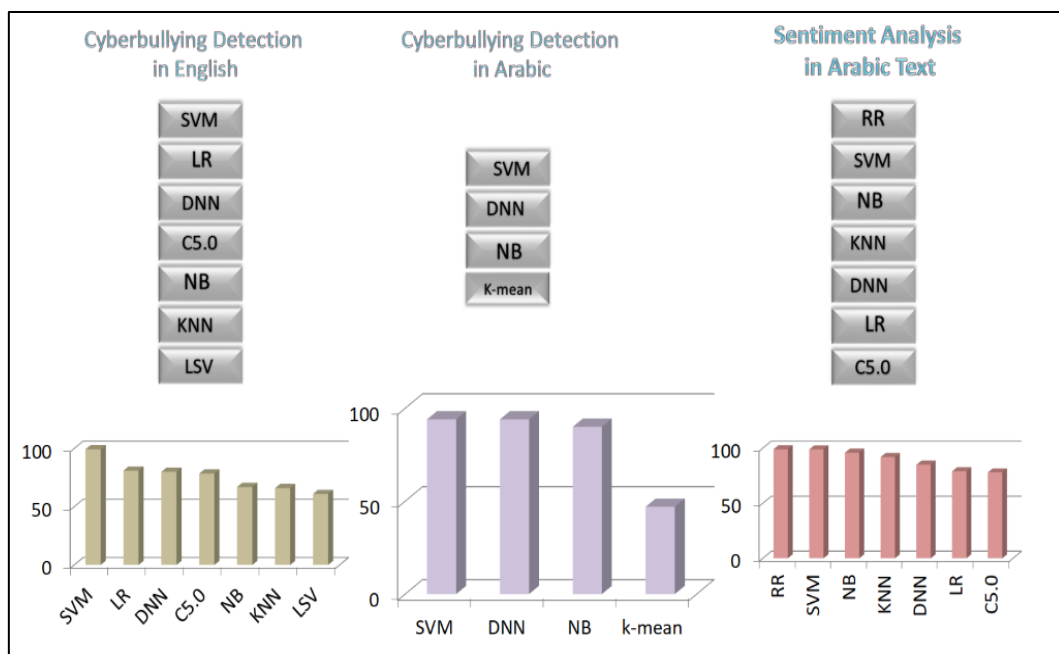 Cyberbullying Detection
in English
SVM
LR
DNN
C5.0
NB
KNN
LSV
100
50
0
SVM
LR
DNN
C5.0
NB
KNN
LSV
Cyberbullying Detection
in Arabic
SVM
DNN
NB
K-mean
100
50
0
SVM
DNN
NB
k-mean
Sentiment Analysis
in Arabic Text
RR
SVM
NB
KNN
DNN
LR
C5.0
100
50
0
RR
SVM
NB
KNN
DNN
LR
C5.0